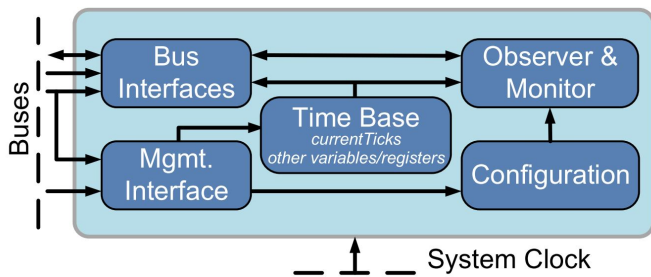 Buses
Bus
Interfaces
Observer &
Monitor
Time Base
currentTicks
other variables/registers
Mgmt.
Interface
Configuration
System Clock